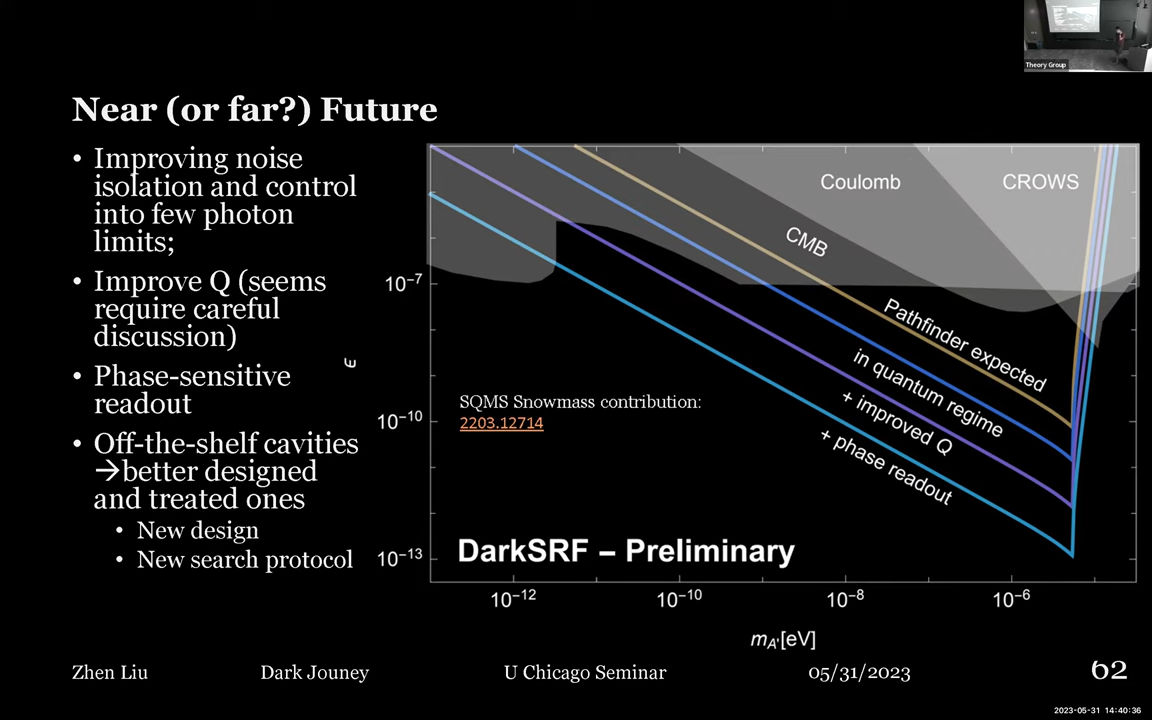 Theory Group
Near (or far?) Future
• Improving noise
isolation and control
into few photon
limits;
• Improve Q (seems
require careful
discussion)
• Phase-sensitive
readout
• Off-the-shelf cavities
→better designed
and treated ones
• New design
• New search protocol
Coulomb
CROWS
CMB
Pathfinder expected
in quantum regime
+ improved Q
+ phase readout
SQMS Snowmass contribution:
2203.12714
DarkSRF – Preliminary
ϵ
10⁻⁷
10⁻¹⁰
10⁻¹³
10⁻¹² 10⁻¹⁰ 10⁻⁸ 10⁻⁶
mA'[eV]
Zhen Liu Dark Jouney U Chicago Seminar 05/31/2023 62
2023-05-31 14:40:36